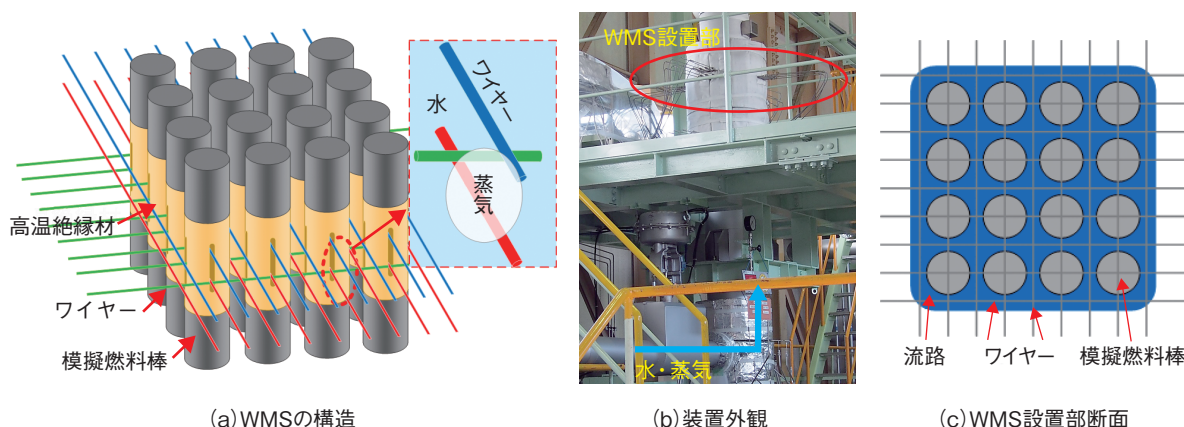 高温絶縁材
ワイヤー
模擬燃料棒
水
ワイヤー
蒸気
(a)WMSの構造
WMS設置部
水・蒸気
(b)装置外観
流路
ワイヤー
模擬燃料棒
(c)WMS設置部断面